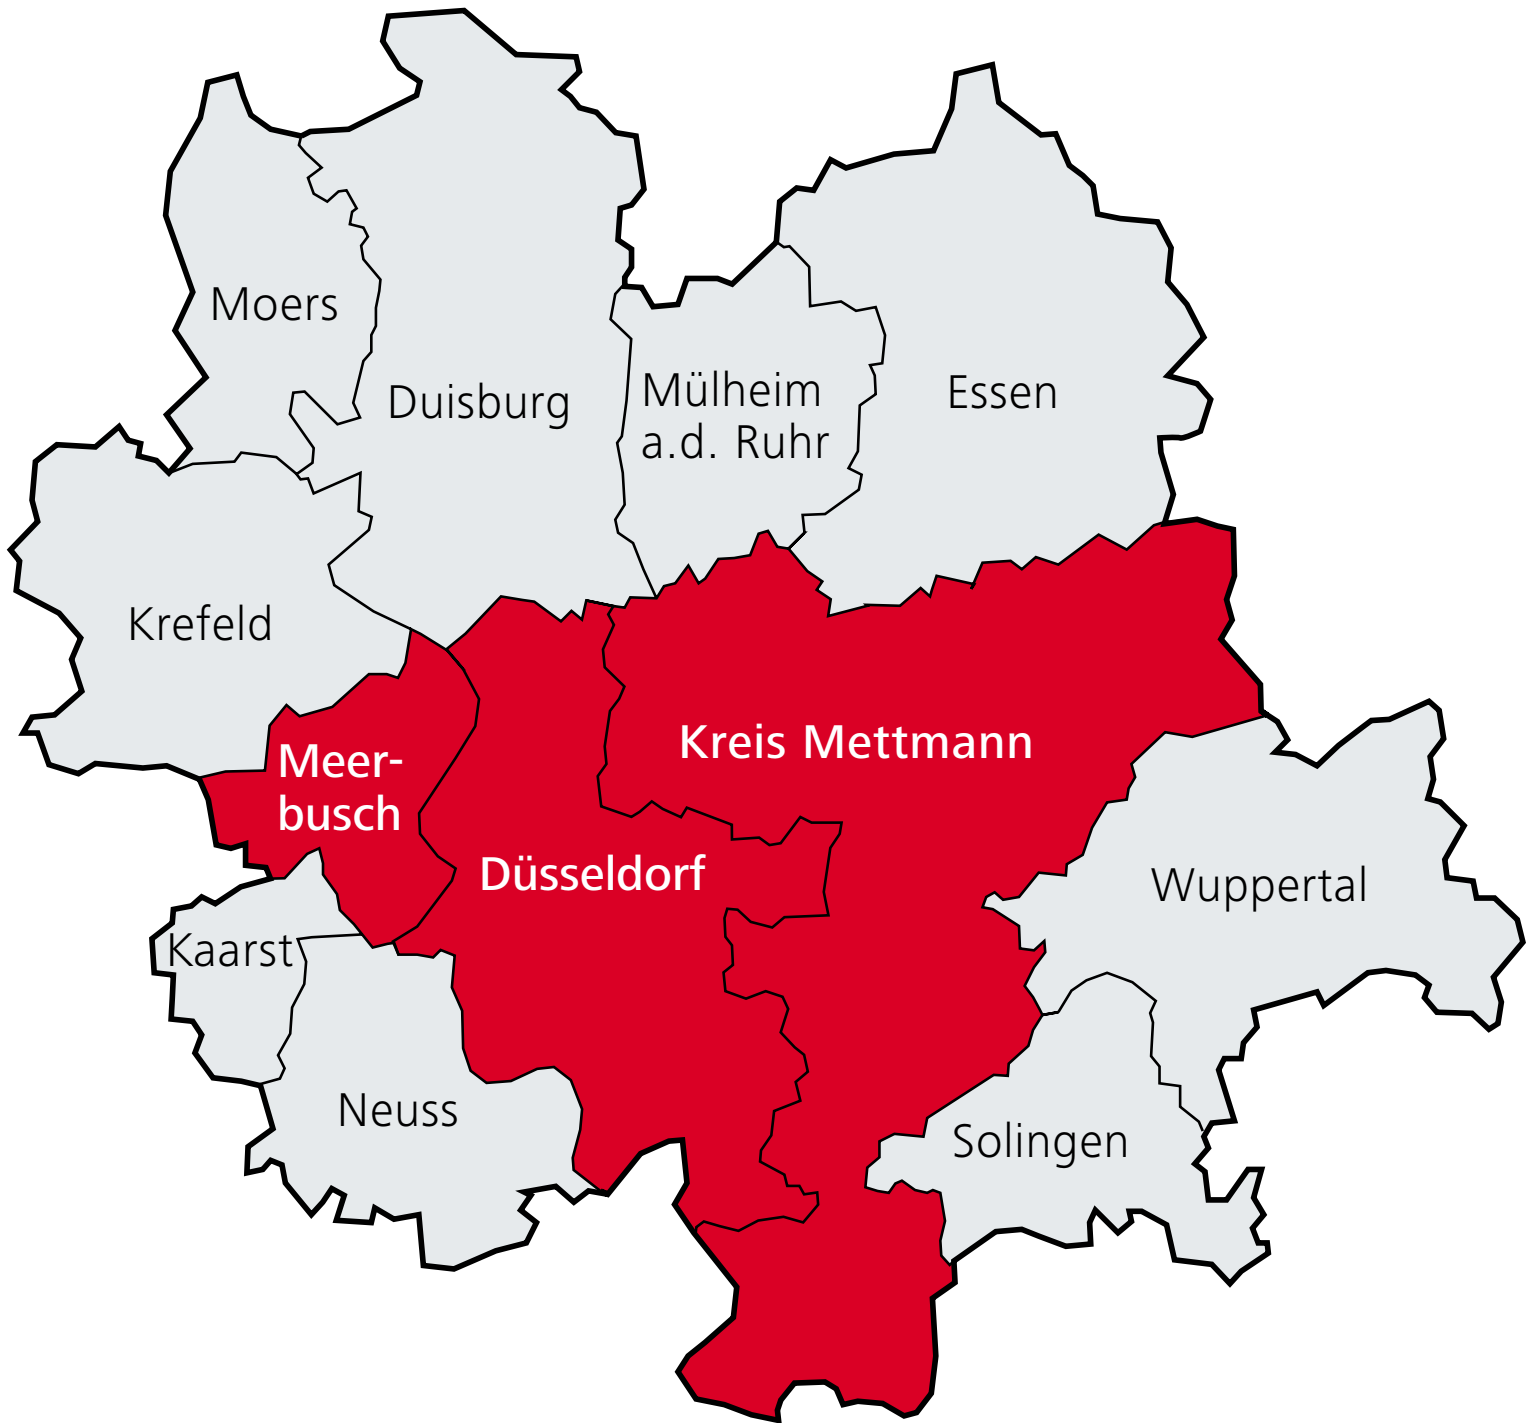 Moers
Duisburg
Mülheim
a.d. Ruhr
Essen
Krefeld
Meer-
busch
Kreis Mettmann
Düsseldorf
Wuppertal
Kaarst
Neuss
Solingen